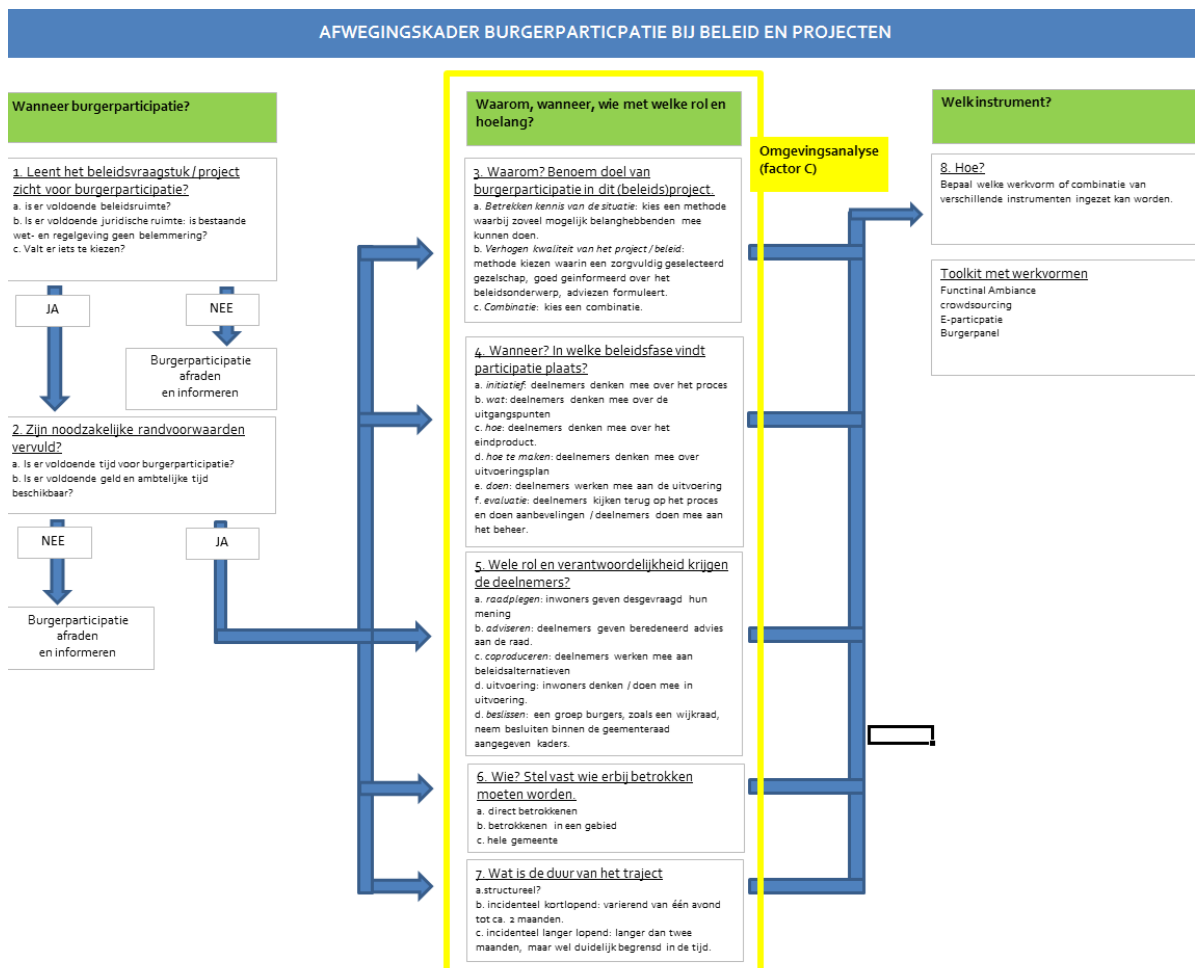 AFWEGINGSKADER BURGERPARTICPATIE BIJ BELEID EN PROJECTEN
Wanneer burgerparticipatie?
1. Leent het beleidsvraagstuk / project
zicht voor burgerparticipatie?
a. is er voldoende beleidsruimte?
b. Is er voldoende juridische ruimte: is bestaande
wet- en regelgeving geen belemmering?
c. Valt er iets te kiezen?
JA
NEE
Burgerparticipatie
afraden
en informeren
2. Zijn noodzakelijke randvoorwaarden
vervuld?
a. Is er voldoende tijd voor burgerparticipatie?
b. Is er voldoende geld en ambtelijke tijd
beschikbaar?
NEE
JA
Burgerparticipatie
afraden
en informeren
Waarom, wanneer, wie met welke rol en
hoelang?
3. Waarom? Benoem doel van
burgerparticipatie in dit (beleids)project.
a. Betrekken kennis van de situatie: kies een methode
waarbij zoveel mogelijk belanghebbenden mee
kunnen doen.
b. Verhogen kwaliteit van het project / beleid:
methode kiezen waarin een zorgvuldig geselecteerd
gezelschap, goed geinformeerd over het
beleidsonderwerp, adviezen formuleert.
c. Combinatie: kies een combinatie.
4. Wanneer? In welke beleidsfase vindt
participatie plaats?
a. initiatief: deelnemers denken mee over het proces
b. wat: deelnemers denken mee over de
uitgangspunten
c. hoe: deelnemers denken mee over het
eindproduct.
d. hoe te maken: deelnemers denken mee over
uitvoeringsplan
e. doen: deelnemers werken mee aan de uitvoering
f. evaluatie: deelnemers kijken terug op het proces
en doen aanbevelingen / deelnemers doen mee aan
het beheer.
5. Wele rol en verantwoordelijkheid krijgen
de deelnemers?
a. raadplegen: inwoners geven desgevraagd hun
mening
b. adviseren: deelnemers geven beredeneerd advies
aan de raad.
c. coproduceren: deelnemers werken mee aan
beleidsalternatieven
d. uitvoering: inwoners denken / doen mee in
uitvoering.
d. beslissen: een groep burgers, zoals een wijkraad,
neem besluiten binnen de geementeraad
aangegeven kaders.
6. Wie? Stel vast wie erbij betrokken
moeten worden.
a. direct betrokkenen
b. betrokkenen in een gebied
c. hele gemeente
7. Wat is de duur van het traject
a.structureel?
b. incidenteel kortlopend: varierend van één avond
tot ca. 2 maanden.
c. incidenteel langer lopend: langer dan twee
maanden, maar wel duidelijk begrensd in de tijd.
Omgevingsanalyse
(factor C)
Welk instrument?
8. Hoe?
Bepaal welke werkvorm of combinatie van
verschillende instrumenten ingezet kan worden.
Toolkit met werkvormen
Functinal Ambiance
crowdsourcing
E-particpatie
Burgerpanel